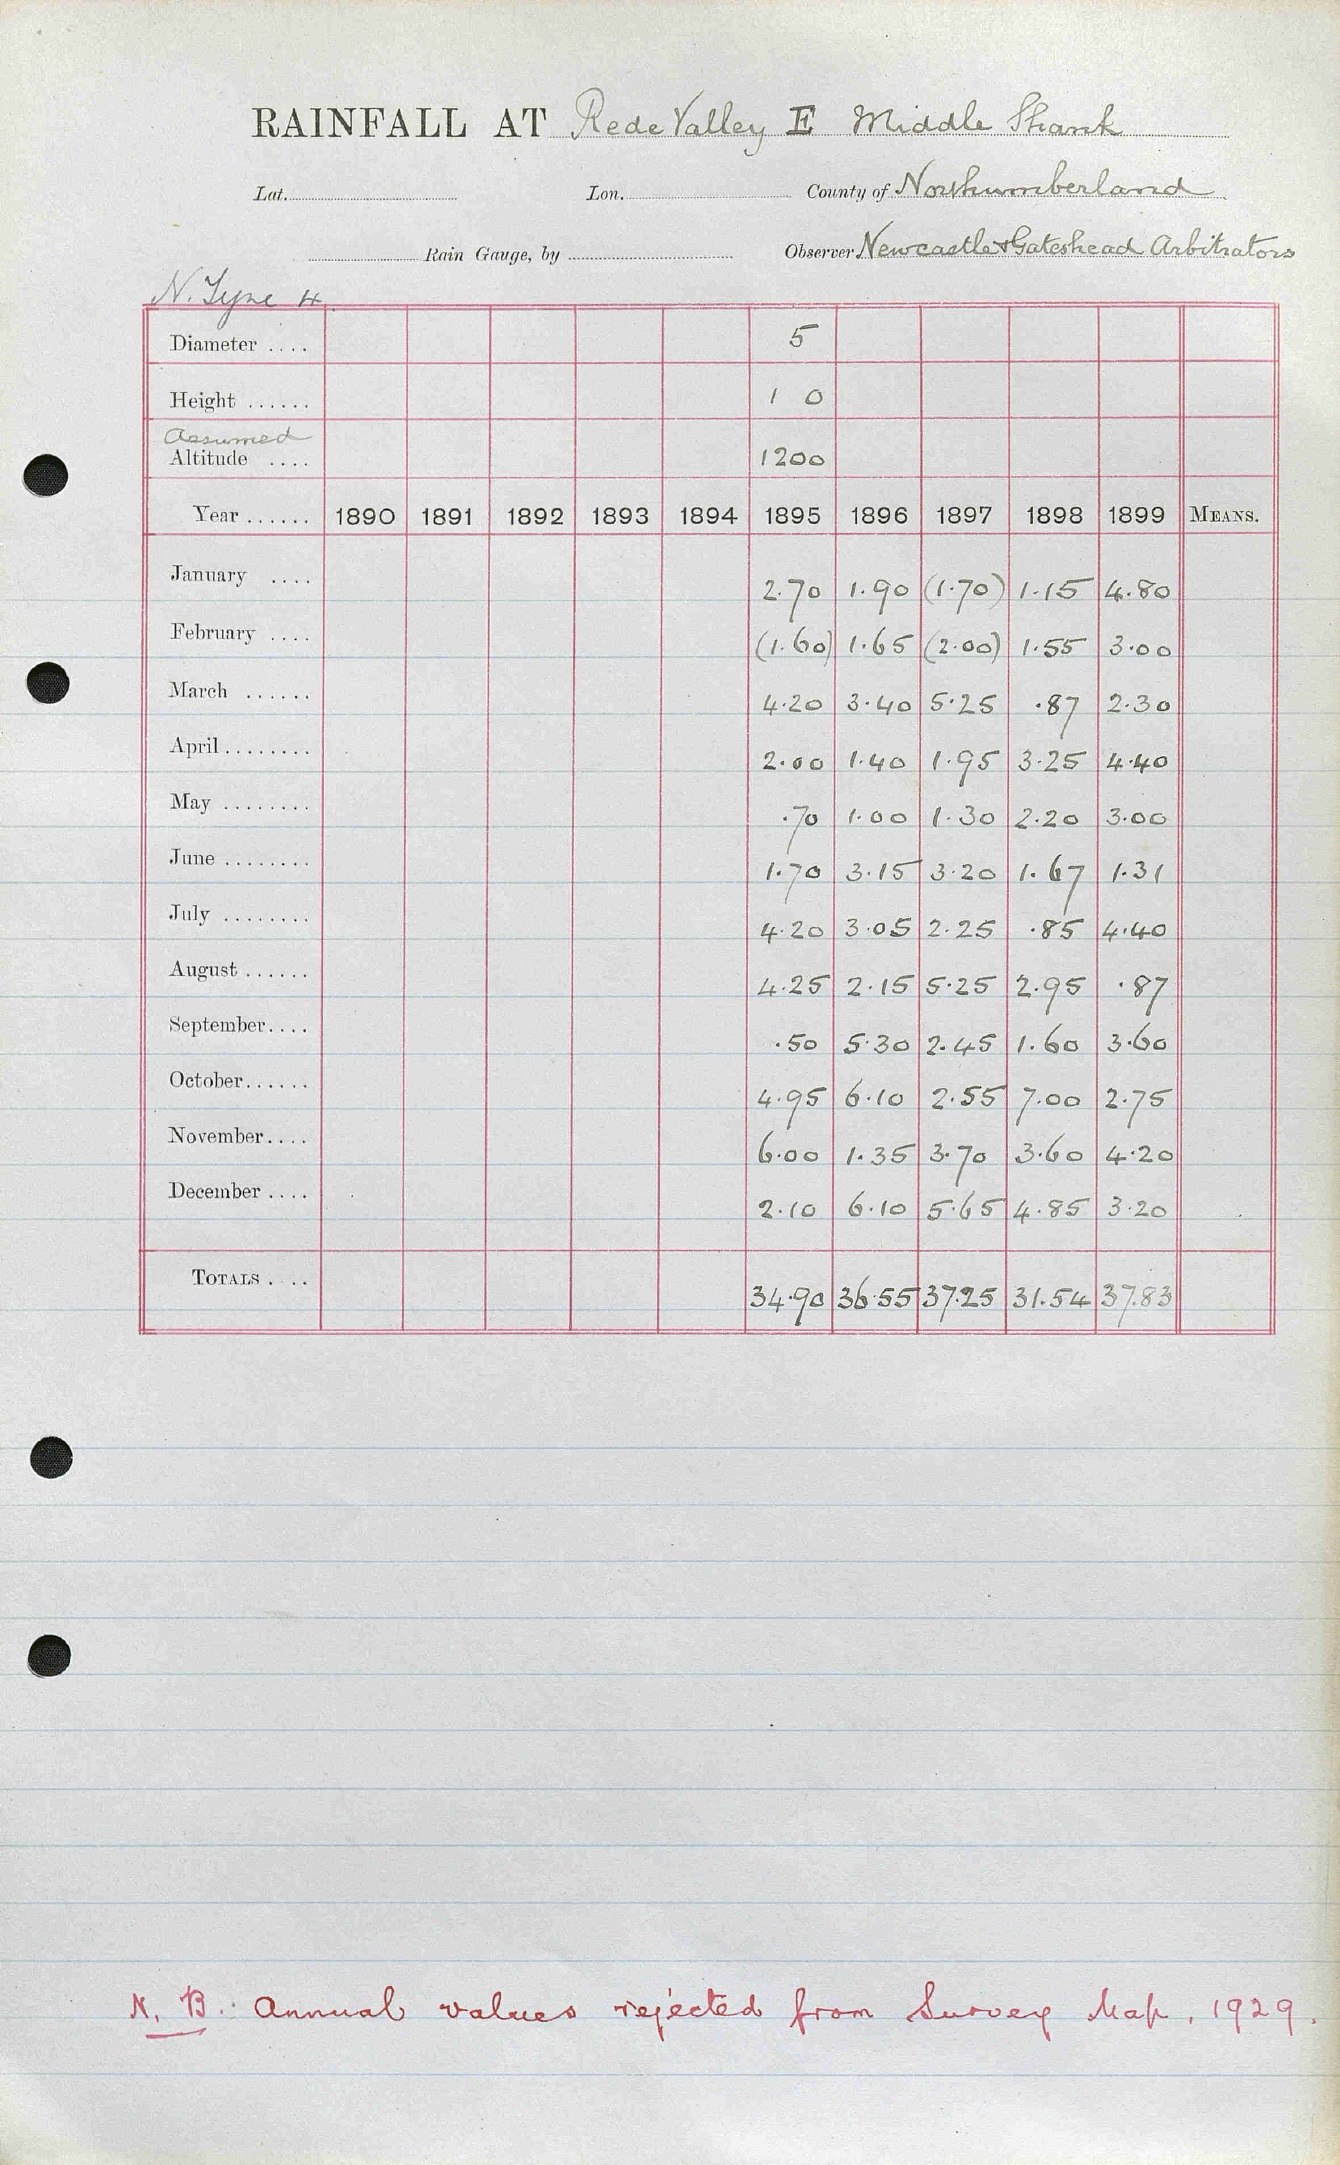 RAINFALL AT Rede Valley E Middle Shank
Lat. Lon. County of Northumberland
Rain Gauge, by Observer Newcastle & Gateshead Arbitrators
N. Tyne 4
Diameter .... 5
Height ...... 1 0
Assumed
Altitude .... 1200
Year ...... 1890 1891 1892 1893 1894 1895 1896 1897 1898 1899 MEANS.
January .... 2.70 1.90 (1.70) 1.15 4.80
February .... (1.60) 1.65 (2.00) 1.55 3.00
March ...... 4.20 3.40 5.25 .87 2.30
April ........ 2.00 1.40 1.95 3.25 4.40
May ........ .70 1.00 1.30 2.20 3.00
June ........ 1.70 3.15 3.20 1.67 1.31
July ........ 4.20 3.05 2.25 .85 4.40
August ...... 4.25 2.15 5.25 2.95 .87
September.... .50 5.30 2.45 1.60 3.60
October...... 4.95 6.10 2.55 7.00 2.75
November.... 6.00 1.35 3.70 3.60 4.20
December .... 2.10 6.10 5.65 4.85 3.20
TOTALS .... 34.90 36.55 37.25 31.54 37.83
N. B.: Annual values rejected from Survey Map, 1929.